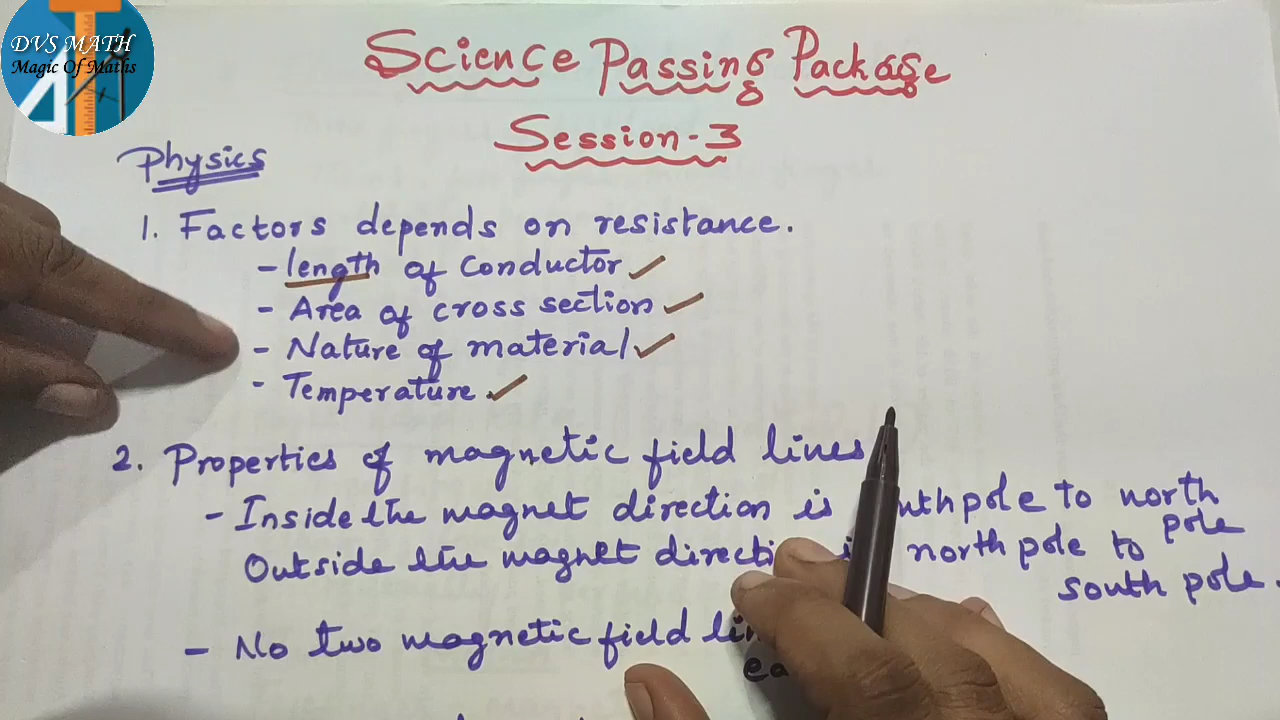 DVS MATH
Magic Of Maths
Science Passing Package
Session-3
Physics
1. Factors depends on resistance.
- length of conductor
- Area of cross section
- Nature of material
- Temperature
2. Properties of magnetic field lines
- Inside the magnet direction is pole to north pole
Outside the magnet north pole to south pole.
- No two magnetic field